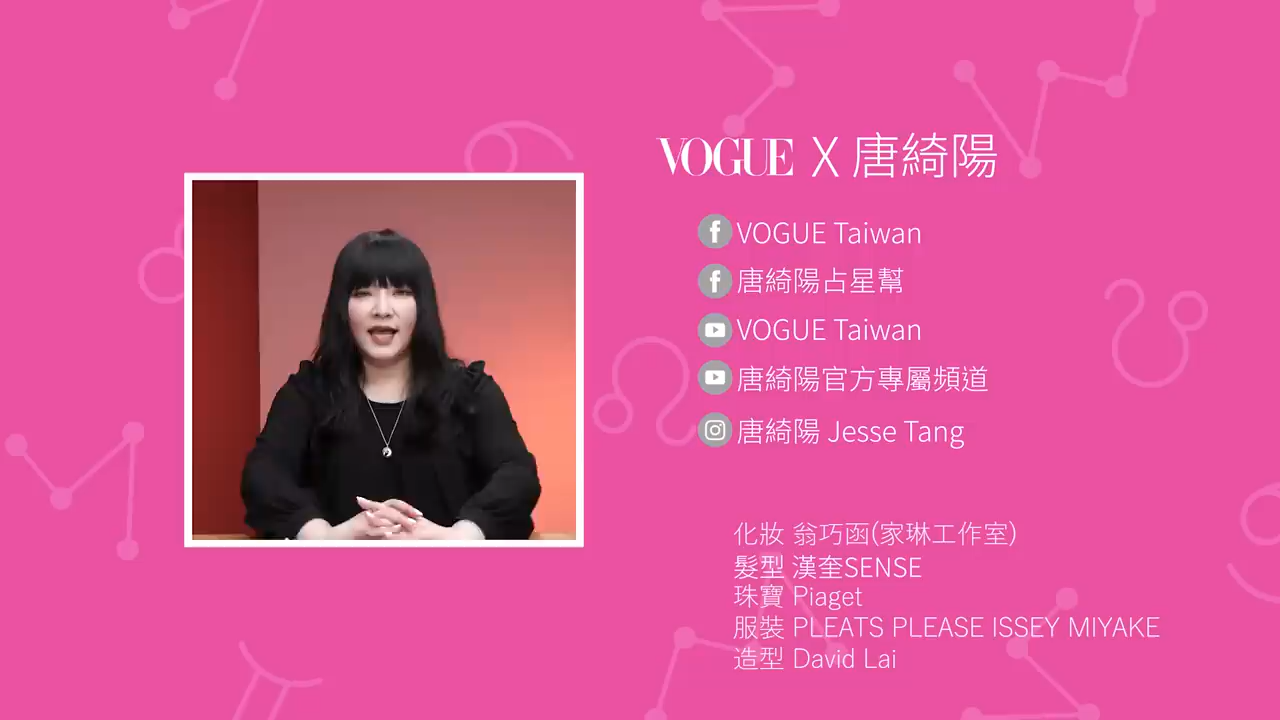 VOGUE X 唐綺陽
VOGUE Taiwan
唐綺陽占星幫
VOGUE Taiwan
唐綺陽官方專屬頻道
唐綺陽 Jesse Tang
化妝 翁巧函(家琳工作室)
髮型 漢奎SENSE
珠寶 Piaget
服裝 PLEATS PLEASE ISSEY MIYAKE
造型 David Lai